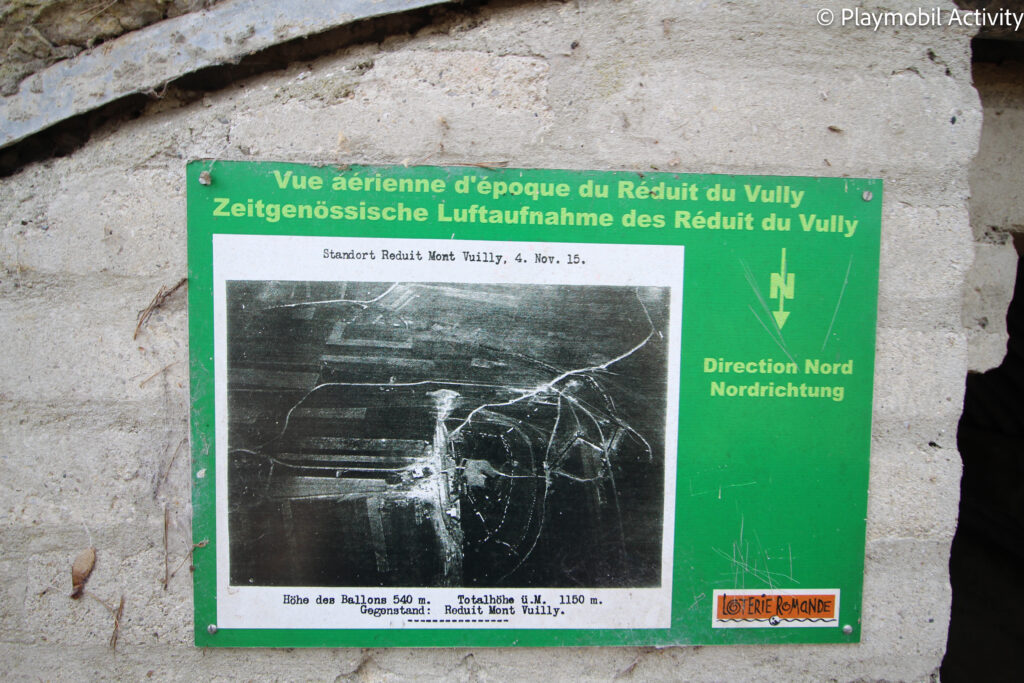 © Playmobil Activity
Vue aérienne d'époque du Réduit du Vully
Zeitgenössische Luftaufnahme des Réduit du Vully
Standort Reduit Mont Vuilly, 4. Nov. 15.
N
Direction Nord
Nordrichtung
Höhe des Ballons 540 m. Totalhöhe ü.M. 1150 m.
Gegenstand: Reduit Mont Vuilly.
LOTERIE ROMANDE